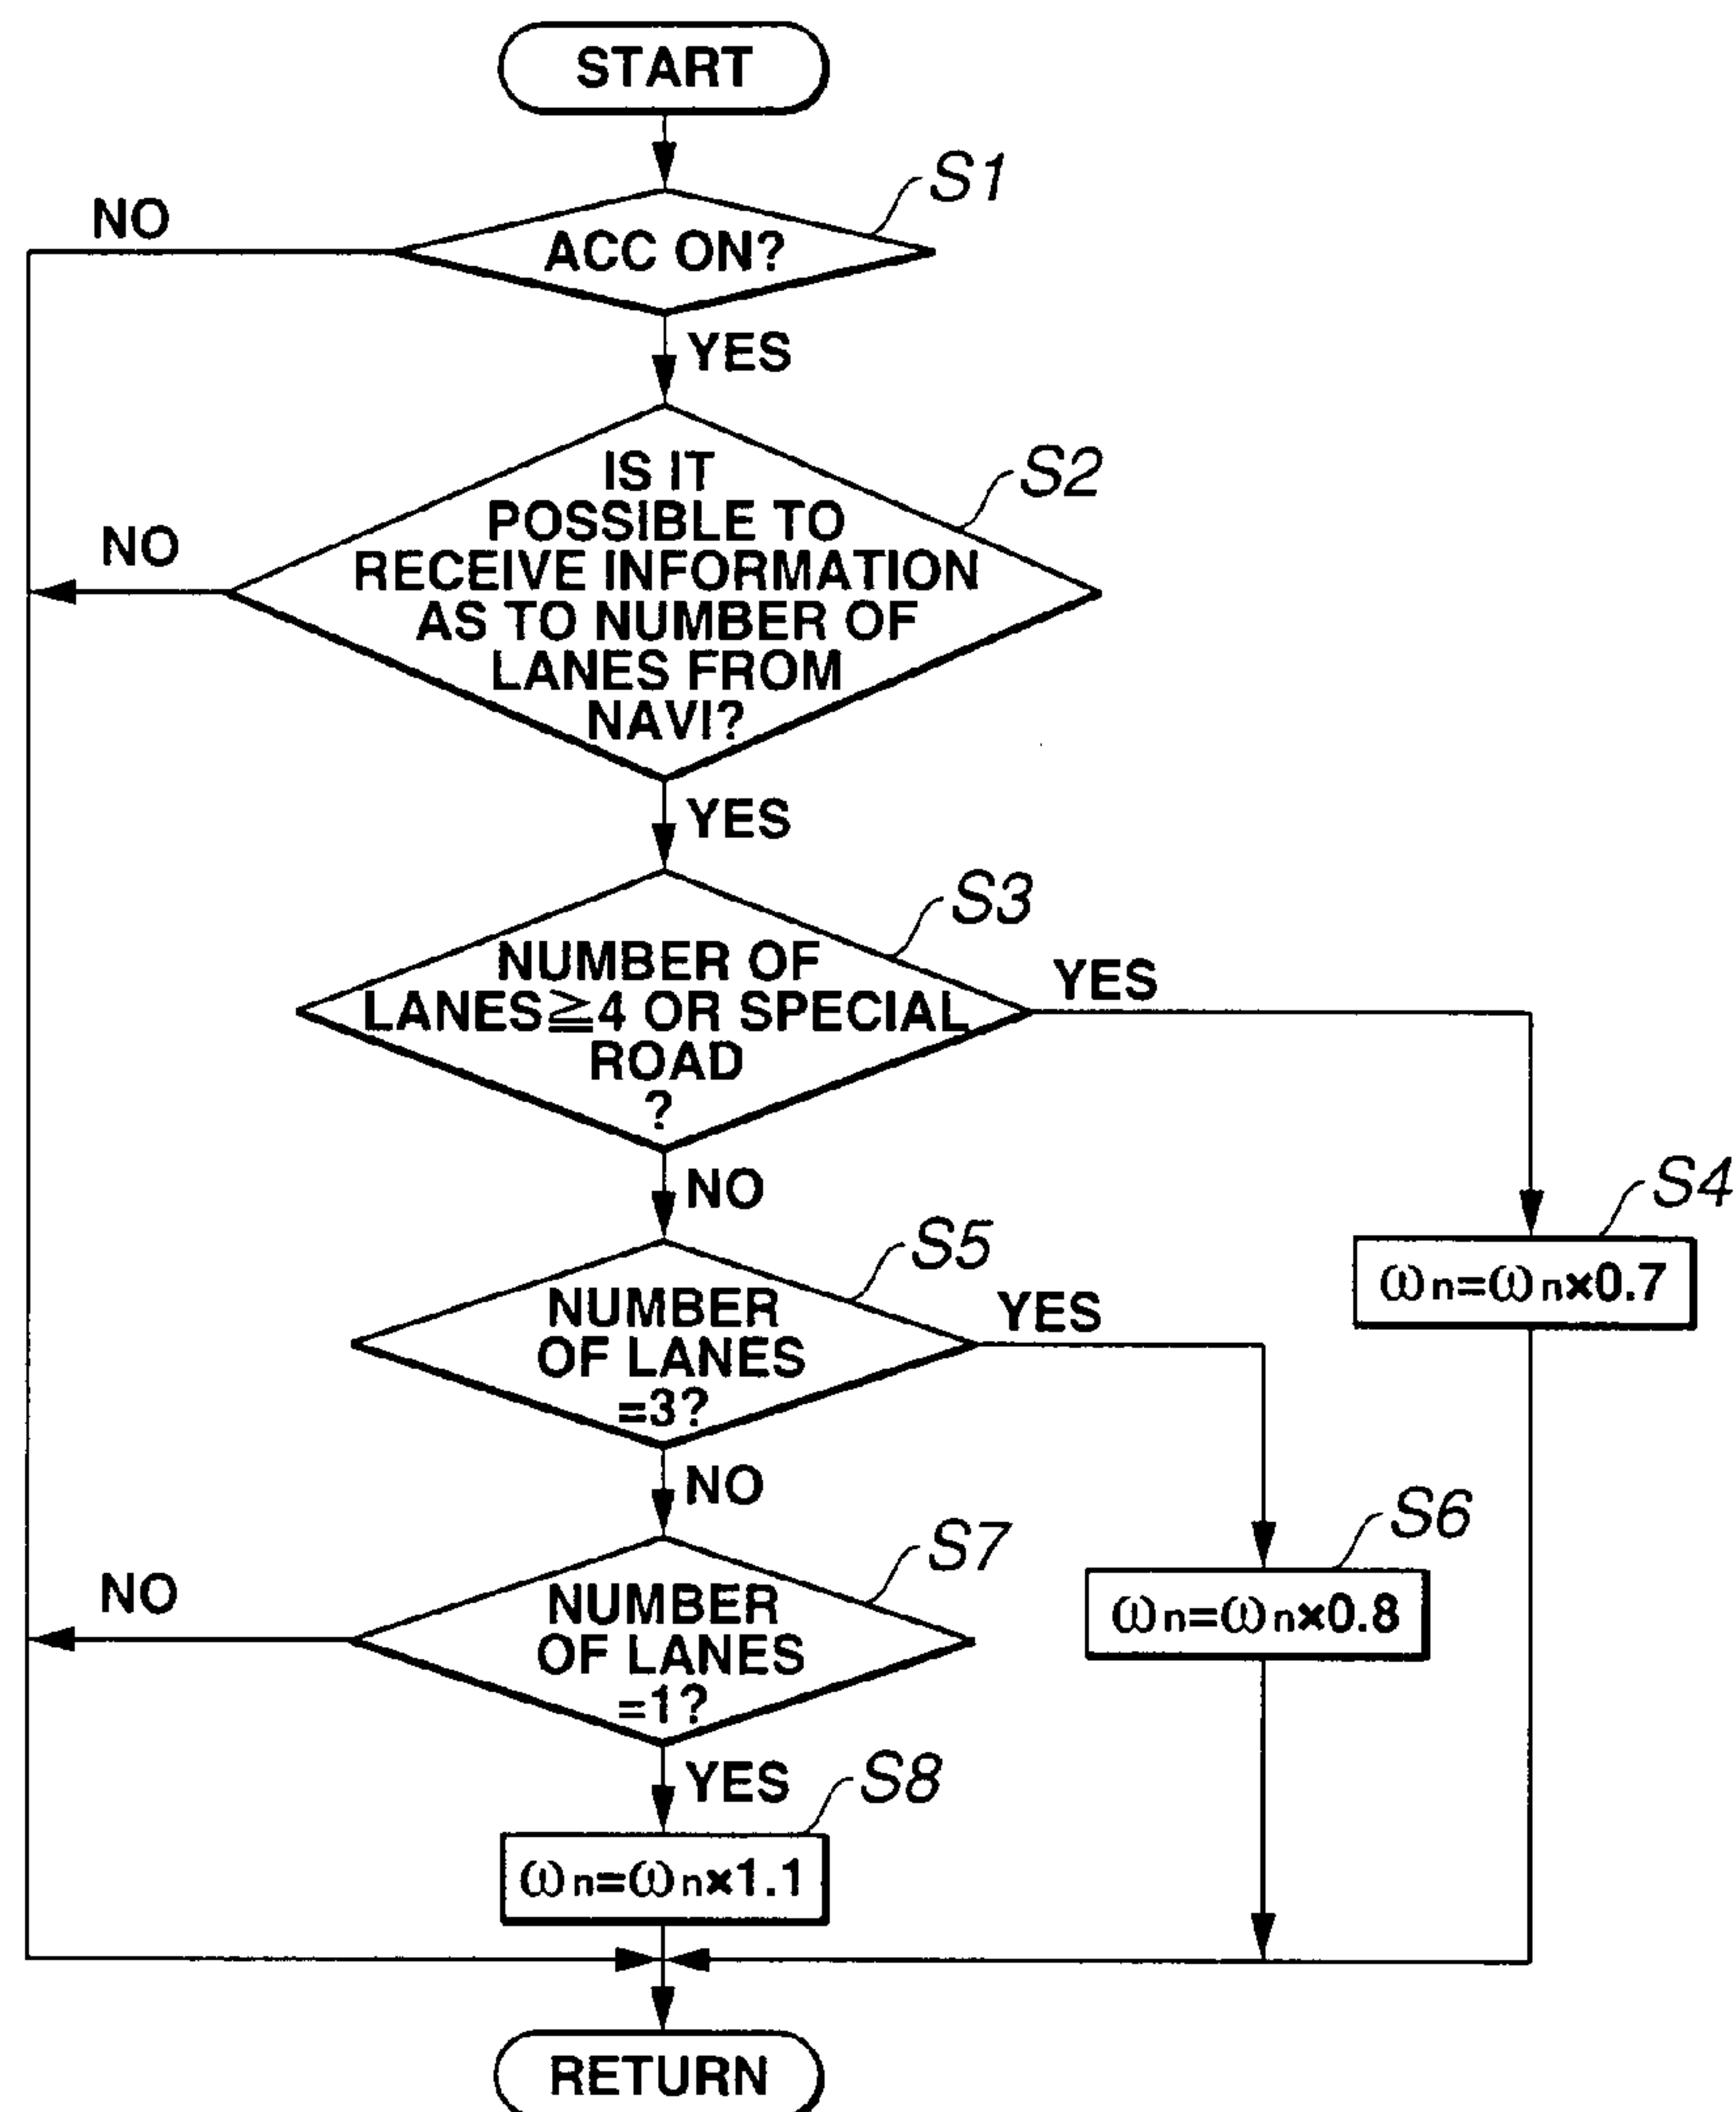 START
S1
NO
ACC ON?
YES
S2
IS IT
POSSIBLE TO
RECEIVE INFORMATION
AS TO NUMBER OF
LANES FROM
NAVI?
NO
YES
S3
NUMBER OF
LANES≧4 OR SPECIAL
ROAD
?
YES
NO
S4
ωn=ωn×0.7
S5
NUMBER
OF LANES
=3?
YES
NO
S6
ωn=ωn×0.8
S7
NUMBER
OF LANES
=1?
NO
YES
S8
ωn=ωn×1.1
RETURN